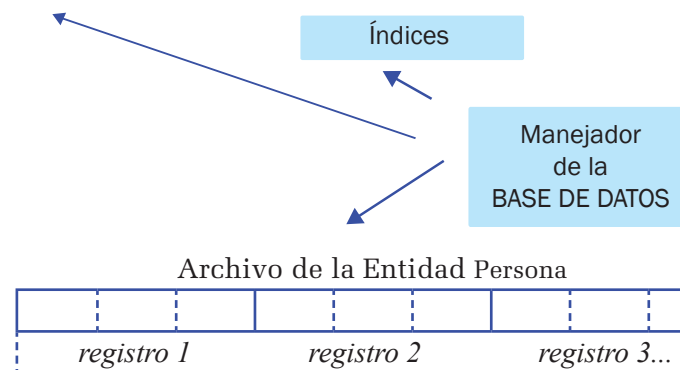 Índices
Manejador
de la
BASE DE DATOS
Archivo de la Entidad Persona
registro 1 registro 2 registro 3...